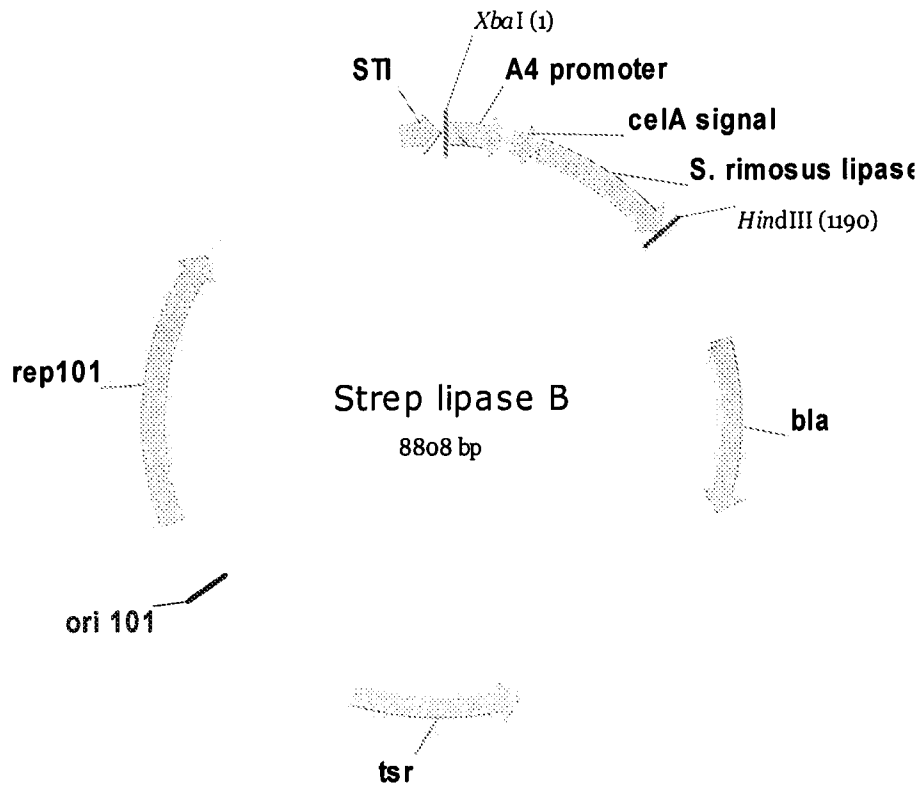 XbaI (1)
STI
A4 promoter
celA signal
S. rimosus lipase
HindIII (1190)
rep101
Strep lipase B
8808 bp
bla
ori 101
tsr